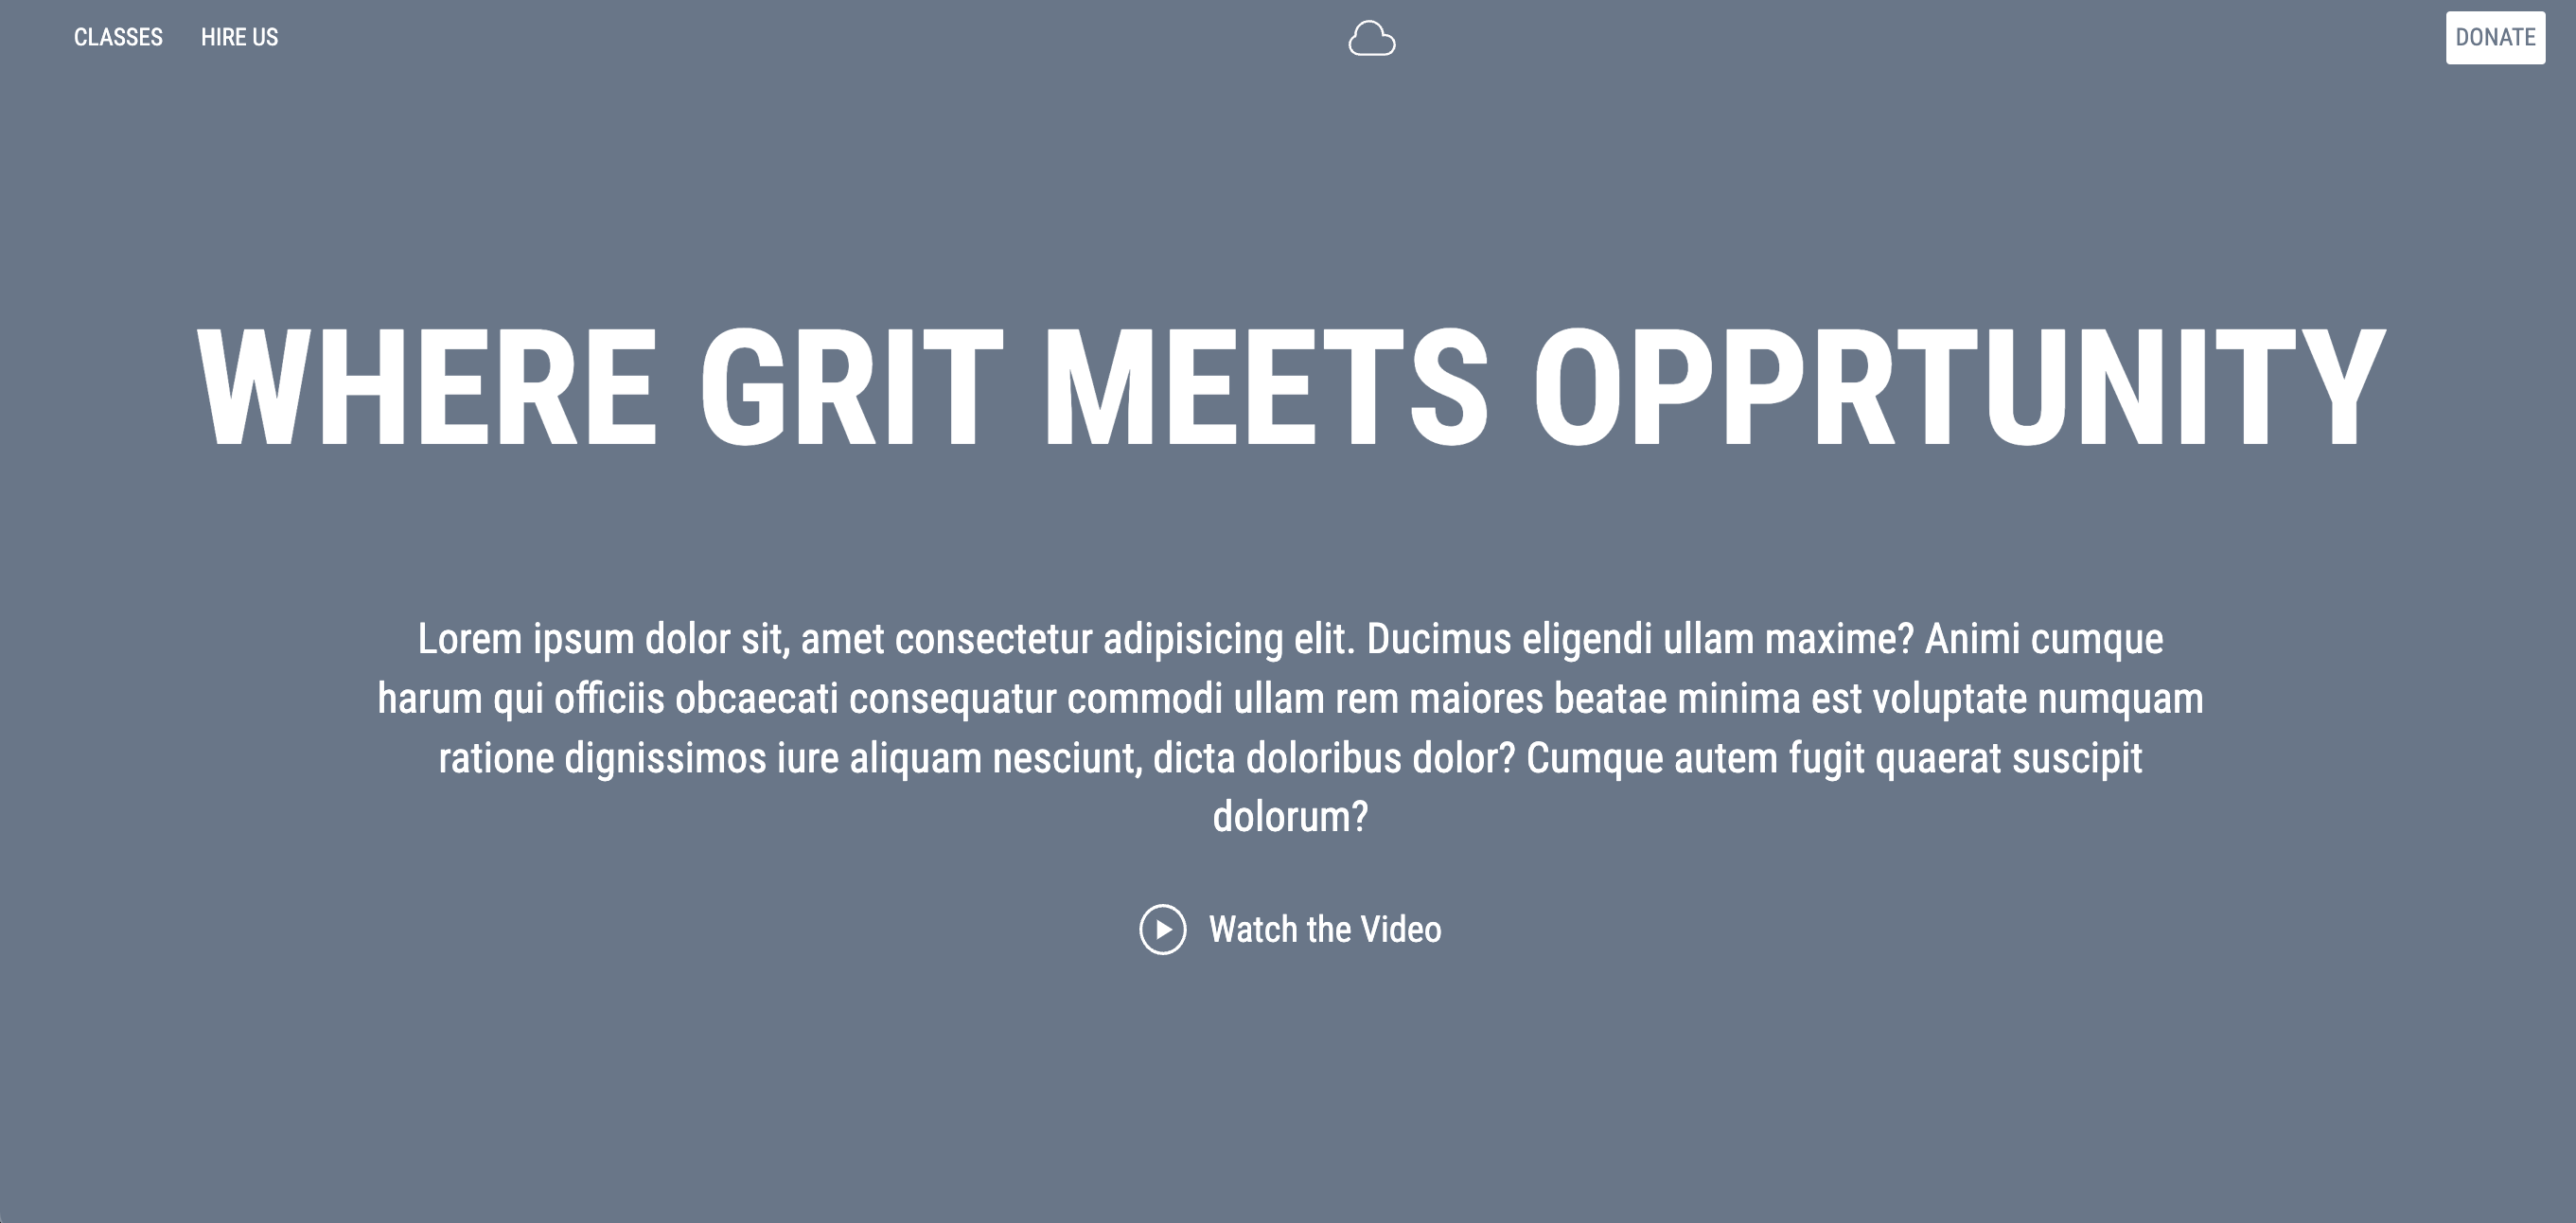 CLASSES HIRE US DONATE
WHERE GRIT MEETS OPPRTUNITY
Lorem ipsum dolor sit, amet consectetur adipisicing elit. Ducimus eligendi ullam maxime? Animi cumque
harum qui officiis obcaecati consequatur commodi ullam rem maiores beatae minima est voluptate numquam
ratione dignissimos iure aliquam nesciunt, dicta doloribus dolor? Cumque autem fugit quaerat suscipit
dolorum?
Watch the Video